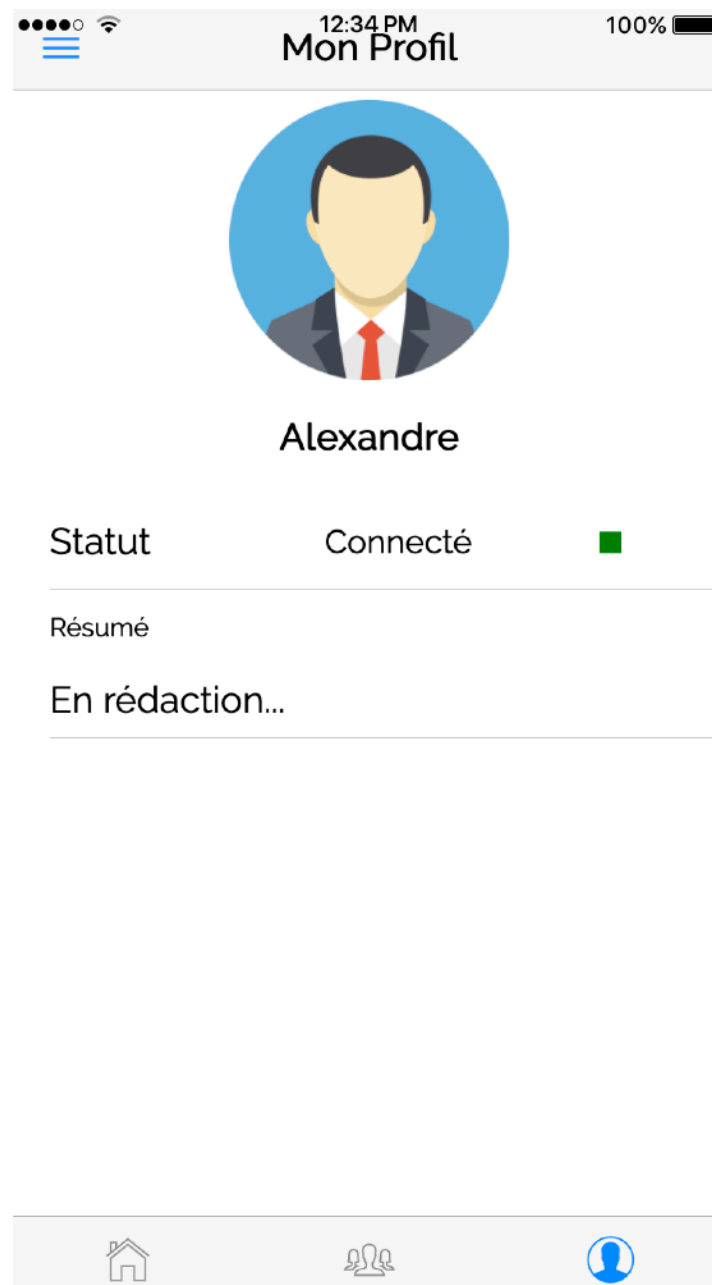 12:34 PM
100%
Mon Profil
Alexandre
Statut Connecté
Résumé
En rédaction...